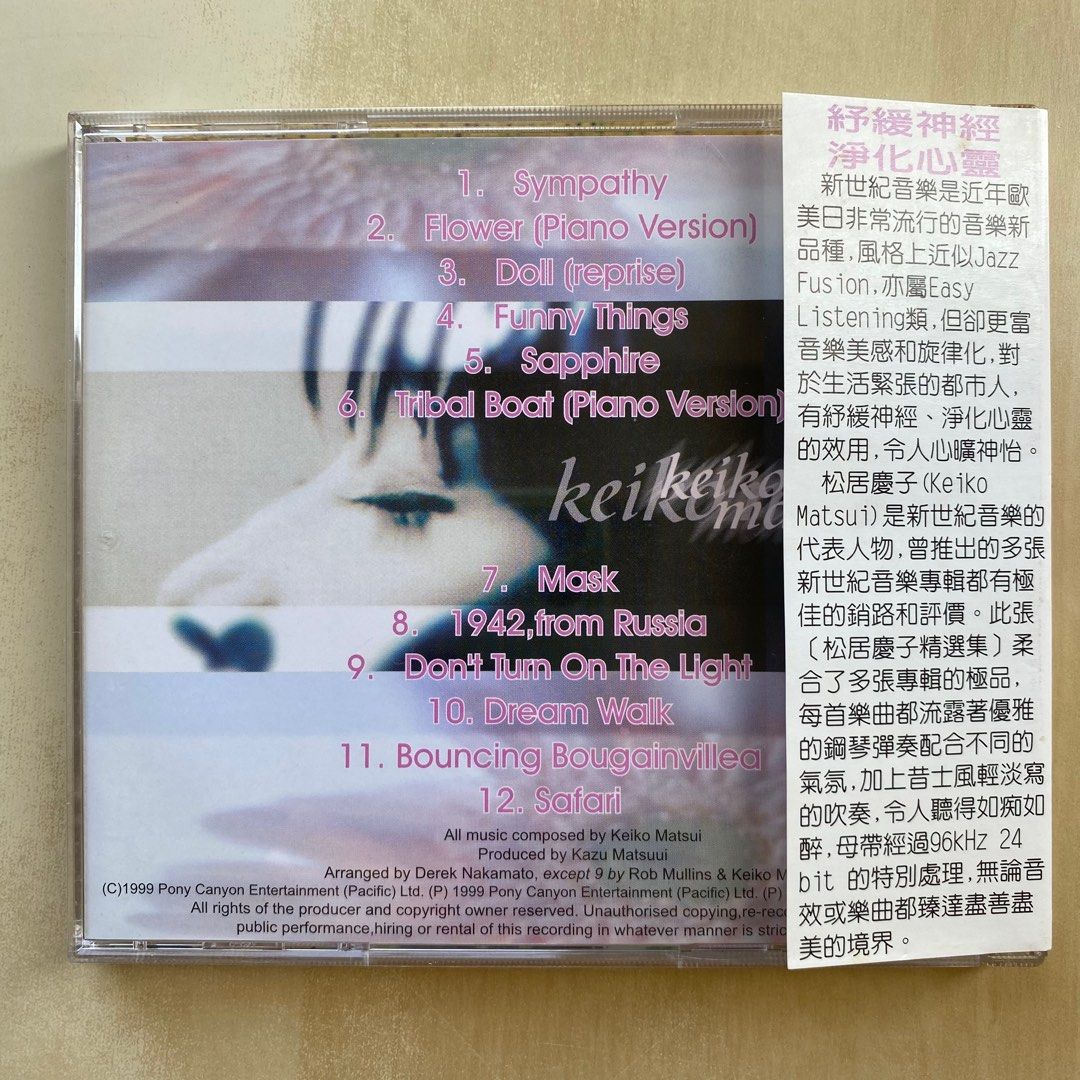 1. Sympathy
2. Flower (Piano Version)
3. Doll (reprise)
4. Funny Things
5. Sapphire
6. Tribal Boat (Piano Version)
keiko
keiko
7. Mask
8. 1942,from Russia
9. Don't Turn On The Light
10. Dream Walk
11. Bouncing Bougainvillea
12. Safari
All music composed by Keiko Matsui
Produced by Kazu Matsuui
Arranged by Derek Nakamato, except 9 by Rob Mullins & Keiko M
(C)1999 Pony Canyon Entertainment (Pacific) Ltd. (P) 1999 Pony Canyon Entertainment (Pacific) Ltd. (P)
All rights of the producer and copyright owner reserved. Unauthorised copying,re-reco
public performance,hiring or rental of this recording in whatever manner is stric
紓緩神經
淨化心靈
新世紀音樂是近年歐
美日非常流行的音樂新
品種,風格上近似Jazz
Fusion,亦屬Easy
Listening類,但卻更富
音樂美感和旋律化,對
於生活緊張的都市人,
有紓緩神經、淨化心靈
的效用,令人心曠神怡。
松居慶子(Keiko
Matsui)是新世紀音樂的
代表人物,曾推出的多張
新世紀音樂專輯都有極
佳的銷路和評價。此張
〔松居慶子精選集〕柔
合了多張專輯的極品,
每首樂曲都流露著優雅
的鋼琴彈奏配合不同的
氣氛,加上昔士風輕淡寫
的吹奏,令人聽得如痴如
醉,母帶經過96kHz 24
bit 的特別處理,無論音
效或樂曲都臻達盡善盡
美的境界。